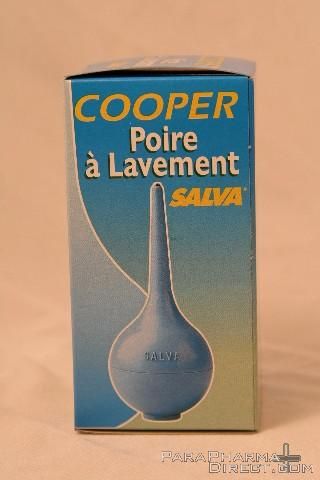 COOPER
Poire
à Lavement
SALVA®
SALVA
PARAPHARMA
DIRECT.COM